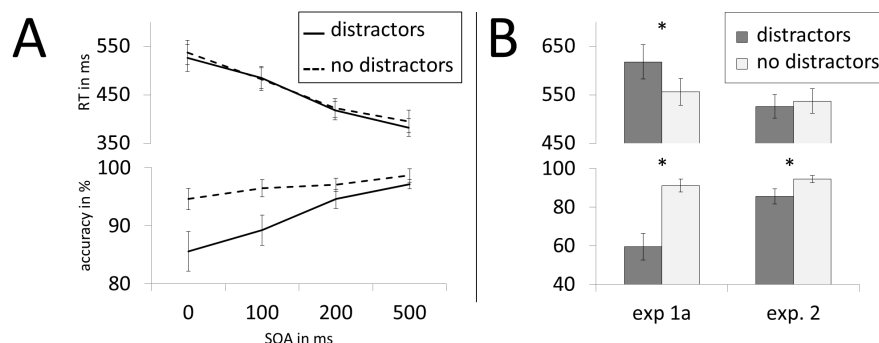 A
distractors
no distractors
RT in ms
550
450
350
accuracy in %
100
90
80
0 100 200 500
SOA in ms
B
distractors
no distractors
*
650
550
450
* *
100
80
60
40
exp 1a exp. 2